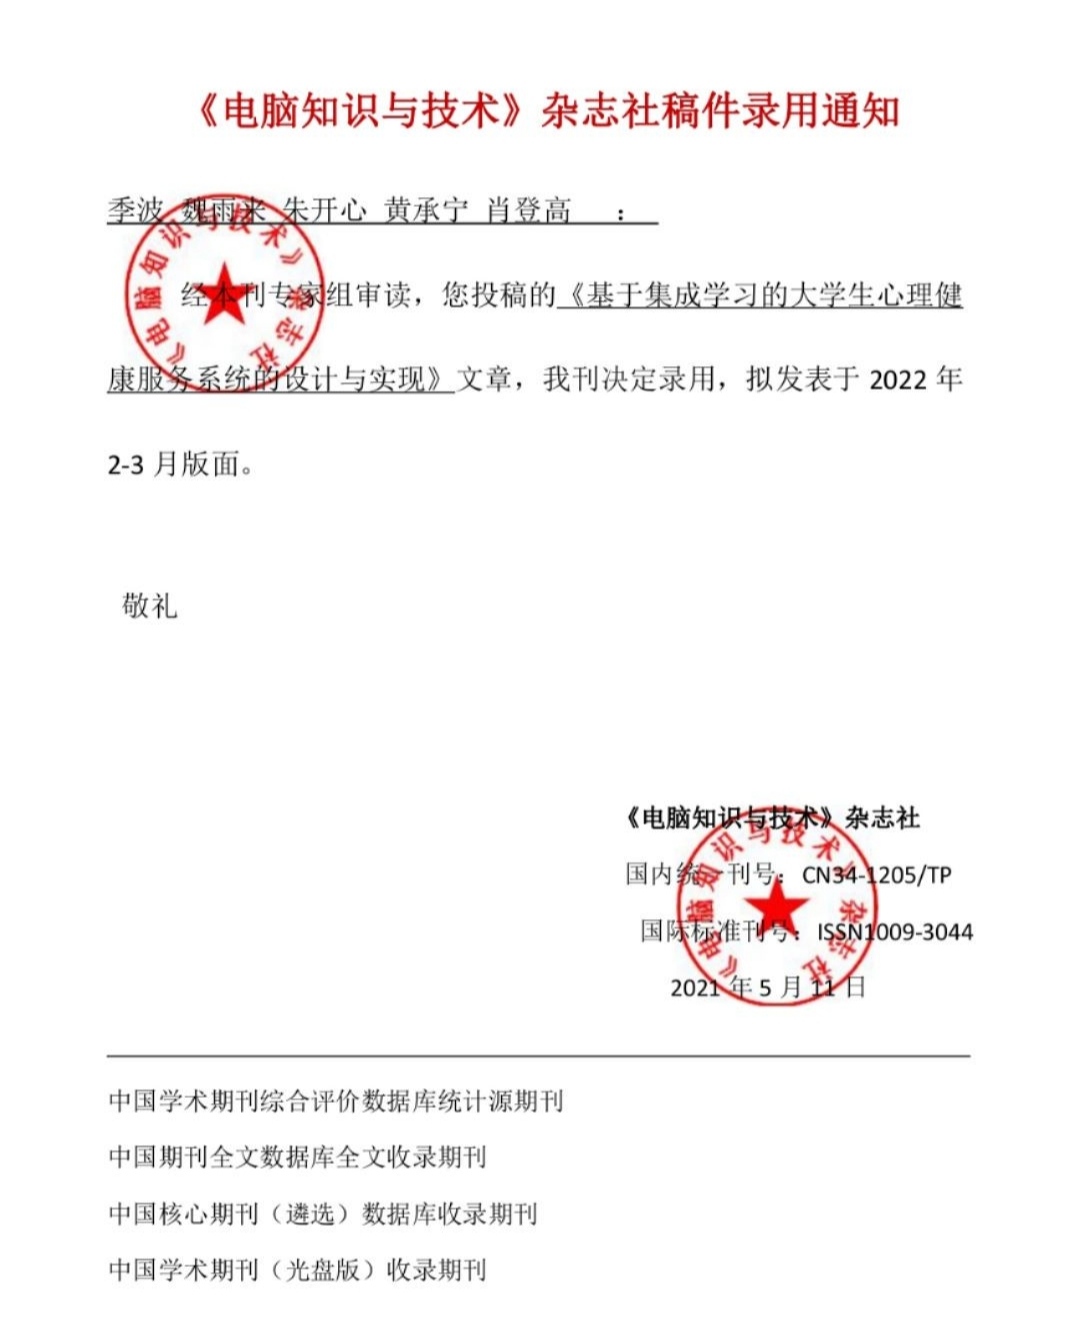 《电脑知识与技术》杂志社稿件录用通知
季波 魏雨来 朱开心 黄承宁 肖登高 ：
经本刊专家组审读，您投稿的《基于集成学习的大学生心理健
康服务系统的设计与实现》文章，我刊决定录用，拟发表于 2022 年
2-3 月版面。
《电脑知识与技术》杂志社
敬礼
《电脑知识与技术》杂志社
国内统一刊号：CN34-1205/TP
国际标准刊号：ISSN1009-3044
2021 年 5 月 11 日
《电脑知识与技术》杂志社
中国学术期刊综合评价数据库统计源期刊
中国期刊全文数据库全文收录期刊
中国核心期刊（遴选）数据库收录期刊
中国学术期刊（光盘版）收录期刊